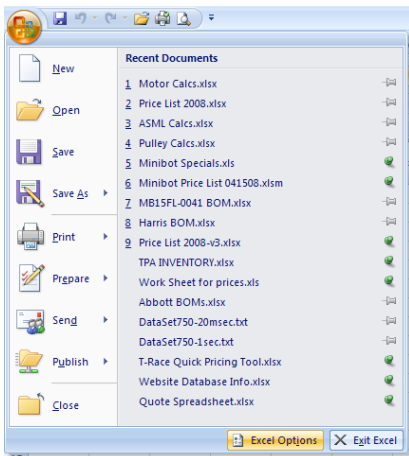 Recent Documents
New
Open
Save
Save As
Print
Prepare
Send
Publish
Close
1 Motor Calcs.xlsx
2 Price List 2008.xlsx
3 ASML Calcs.xlsx
4 Pulley Calcs.xlsx
5 Minibot Specials.xls
6 Minibot Price List 041508.xlsm
7 MB15FL-0041 BOM.xlsx
8 Harris BOM.xlsx
9 Price List 2008-v3.xlsx
TPA INVENTORY.xlsx
Work Sheet for prices.xls
Abbott BOMs.xlsx
DataSet750-20msec.txt
DataSet750-1sec.txt
T-Race Quick Pricing Tool.xlsx
Website Database Info.xlsx
Quote Spreadsheet.xlsx
Excel Options
Exit Excel